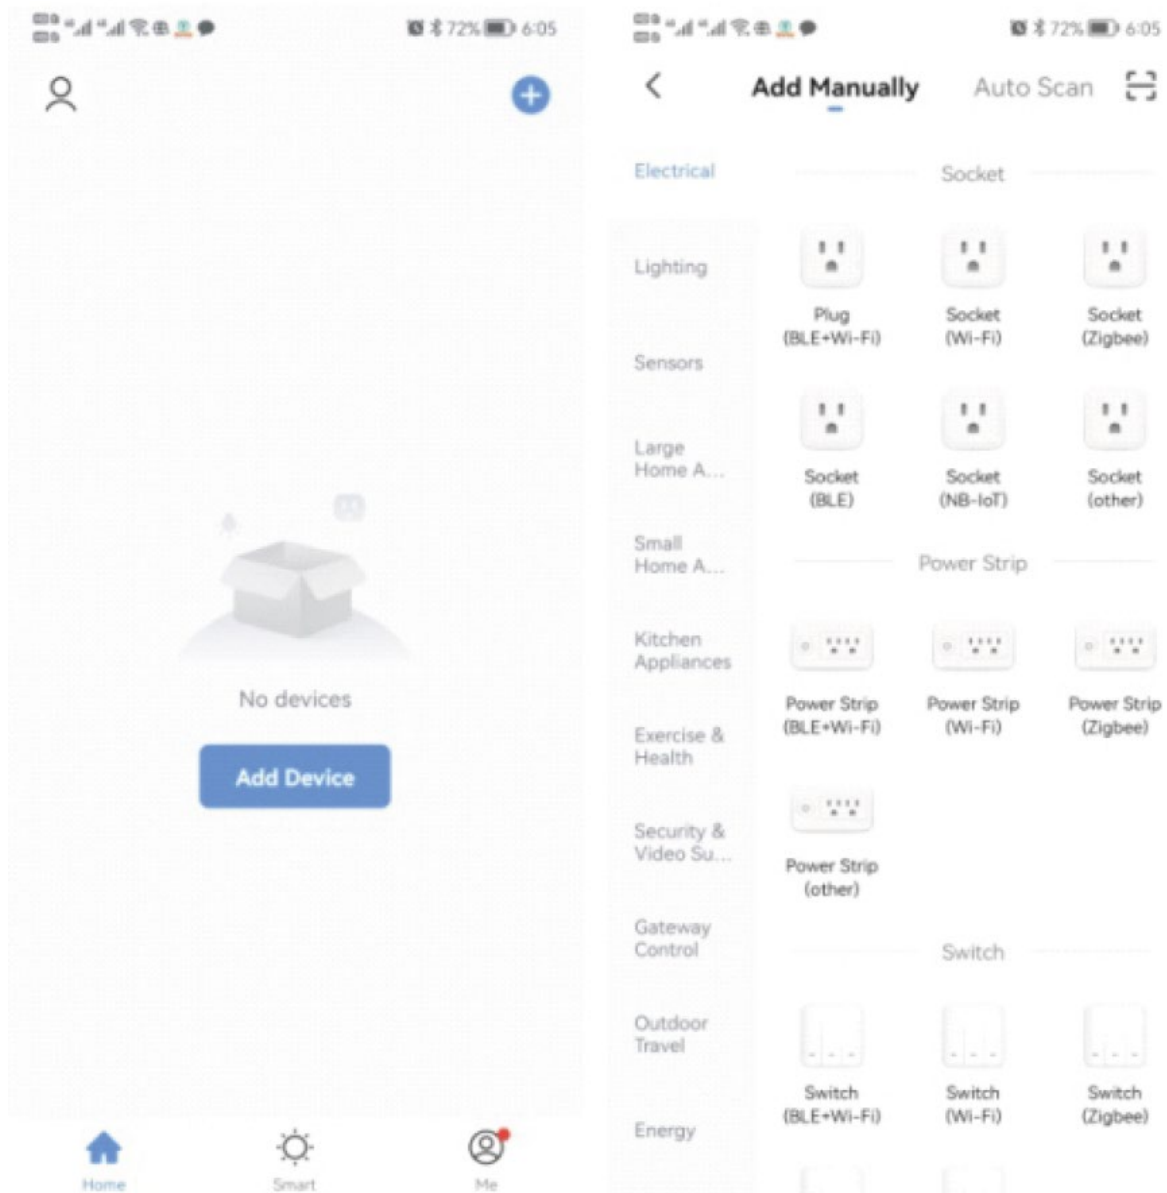 72% 6:05
No devices
Add Device
Home
Smart
Me
72% 6:05
Add Manually
Auto Scan
Electrical
Lighting
Sensors
Large
Home A...
Small
Home A...
Kitchen
Appliances
Exercise &
Health
Security &
Video Su...
Gateway
Control
Outdoor
Travel
Energy
Socket
Plug
(BLE+Wi-Fi)
Socket
(Wi-Fi)
Socket
(Zigbee)
Socket
(BLE)
Socket
(NB-IoT)
Socket
(other)
Power Strip
Power Strip
(BLE+Wi-Fi)
Power Strip
(Wi-Fi)
Power Strip
(Zigbee)
Power Strip
(other)
Switch
Switch
(BLE+Wi-Fi)
Switch
(Wi-Fi)
Switch
(Zigbee)